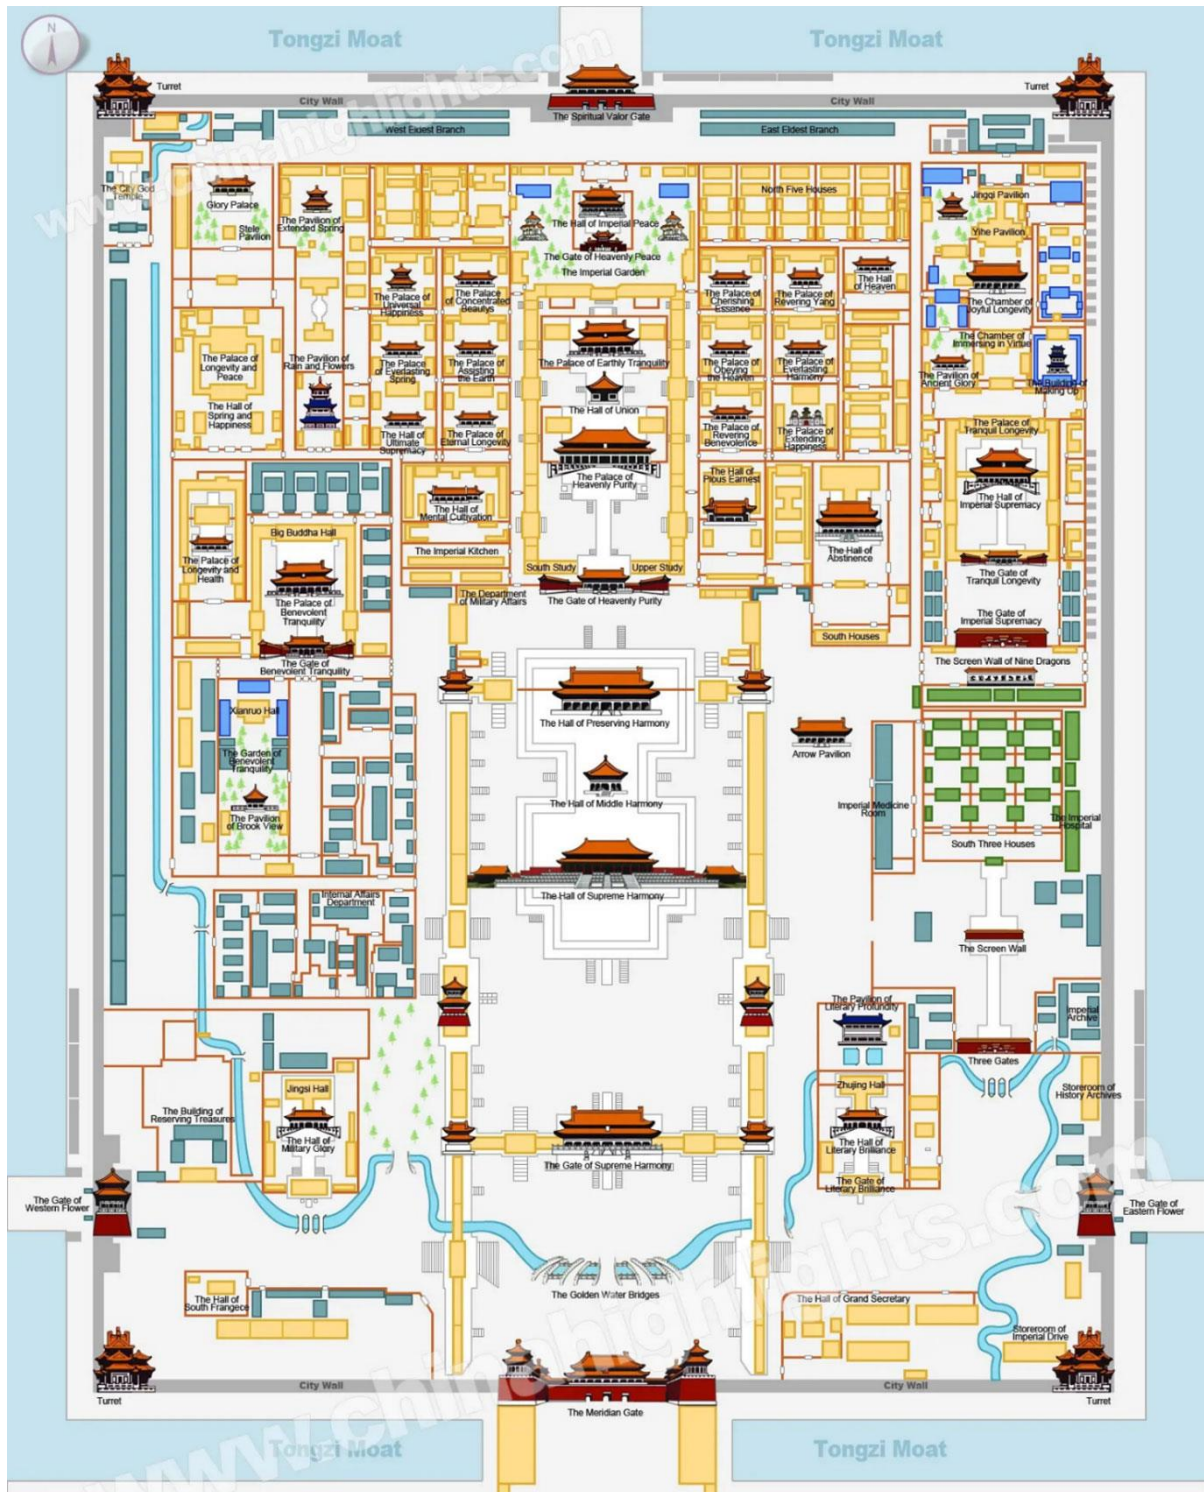 N
Tongzi Moat
Tongzi Moat
Turret
Turret
City Wall
City Wall
The Spiritual Valor Gate
West Exiest Branch
East Eldest Branch
The City God
Temple
Glory Palace
Stele
Pavilion
The Pavilion of
Extended Spring
The Hall of Imperial Peace
The Gate of Heavenly Peace
The Imperial Garden
North Five Houses
Jingqi Pavilion
Yihe Pavilion
The Palace of
Universal
Happiness
The Palace
of Concentrated
Beautys
The Palace of
Cherishing
Essence
The Palace of
Revering Yang
The Hall
of Heaven
The Chamber of
Joyful Longevity
The Palace of
Longevity and
Peace
The Pavilion of
Rain and Flowers
The Palace
of Everlasting
Spring
The Palace of
Assisting
the Earth
The Palace of Earthly Tranquility
The Palace of
Obeying
the Heaven
The Palace of
Everlasting
Harmony
The Chamber of
Immersing in Virtue
The Pavilion of
Ancient Glory
The Building of
Making Up
The Hall of
Spring and
Happiness
The Hall of
Ultimate
Supremacy
The Palace of
Eternal Longevity
The Hall of Union
The Palace of
Revering
Benevolence
The Palace of
Extending
Happiness
The Palace of
Tranquil Longevity
The Palace of
Heavenly Purity
The Hall of
Pious Earnest
The Hall of
Imperial Supremacy
The Hall of
Mental Cultivation
Big Buddha Hall
The Palace of
Longevity and
Health
The Imperial Kitchen
The Hall of
Abstinence
South Study
Upper Study
The Gate of
Tranquil Longevity
The Palace of
Benevolent
Tranquility
The Department
of Military Affairs
The Gate of Heavenly Purity
The Gate of
Imperial Supremacy
South Houses
The Gate of
Benevolent Tranquility
The Screen Wall of Nine Dragons
Xianruo Hall
The Hall of Preserving Harmony
The Garden of
Benevolent
Tranquility
Arrow Pavilion
The Hall of Middle Harmony
Imperial Medicine
Room
The Pavilion
of Brook View
The Imperial
Hospital
South Three Houses
Internal Affairs
Department
The Hall of Supreme Harmony
The Screen Wall
The Pavilion of
Literary Profundity
Imperial
Archive
Three Gates
Jingsi Hall
Zhujing Hall
Storeroom of
History Archives
The Building of
Reserving Treasures
The Hall of
Military Glory
The Hall of
Literary Brilliance
The Gate of Supreme Harmony
The Gate of
Literary Brilliance
The Gate of
Western Flower
The Gate of
Eastern Flower
The Golden Water Bridges
The Hall of
South Frangece
The Hall of Grand Secretary
Storeroom of
Imperial Drive
City Wall
City Wall
Turret
Turret
The Meridian Gate
Tongzi Moat
Tongzi Moat
www.chinahighlights.com
www.chinahighlights.com